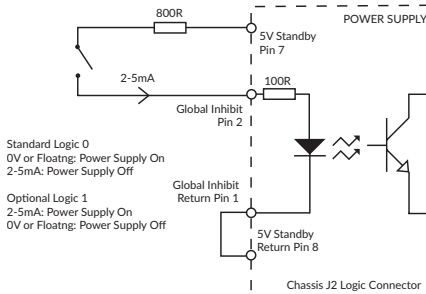 800R
POWER SUPPLY
5V Standby
Pin 7
2-5mA
100R
Global Inhibit
Pin 2
Standard Logic 0
0V or Floatng: Power Supply On
2-5mA: Power Supply Off
Optional Logic 1
2-5mA: Power Supply On
0V or Floatng: Power Supply Off
Global Inhibit
Return Pin 1
5V Standby
Return Pin 8
Chassis J2 Logic Connector